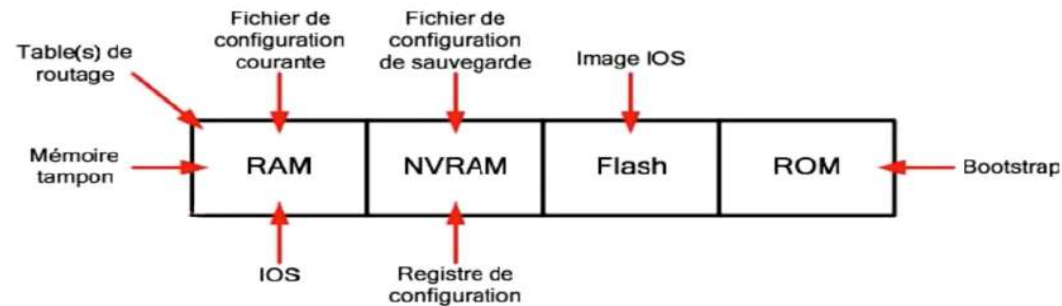 Fichier de
configuration
courante
Fichier de
configuration
de sauvegarde
Image IOS
Table(s) de
routage
Mémoire
tampon
RAM
NVRAM
Flash
ROM
Bootstrap
IOS
Registre de
configuration